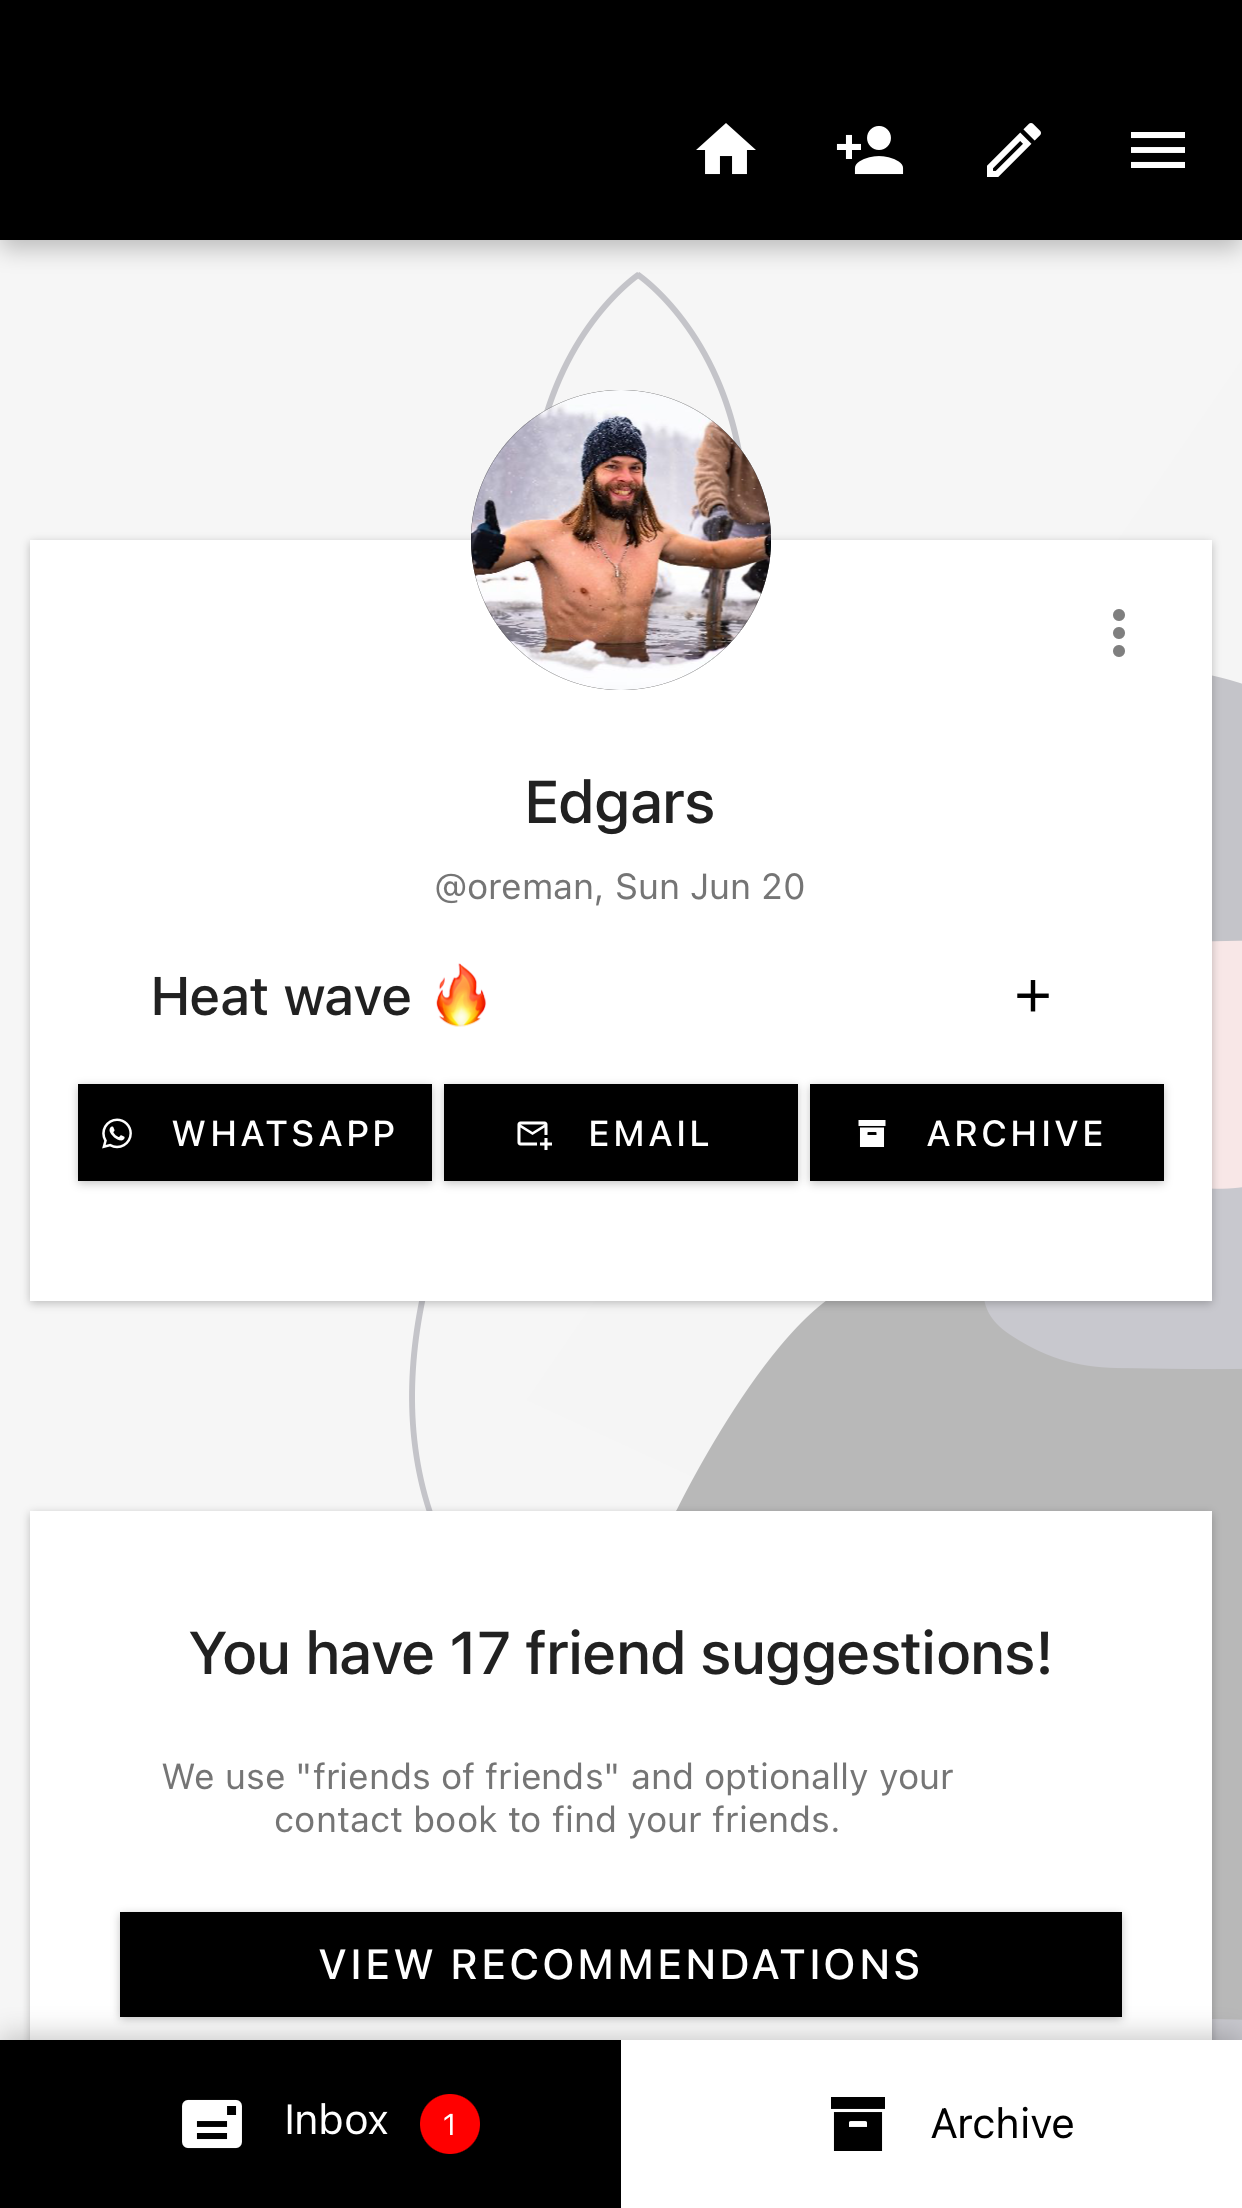 Edgars
@oreman, Sun Jun 20
Heat wave 🔥
WHATSAPP
EMAIL
ARCHIVE
You have 17 friend suggestions!
We use "friends of friends" and optionally your
contact book to find your friends.
VIEW RECOMMENDATIONS
Inbox 1
Archive